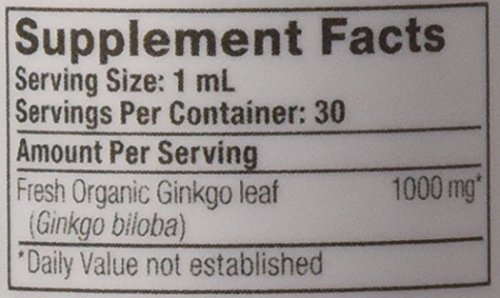 Supplement Facts
Serving Size: 1 mL
Servings Per Container: 30
Amount Per Serving
Fresh Organic Ginkgo leaf 1000 mg*
(Ginkgo biloba)
*Daily Value not established